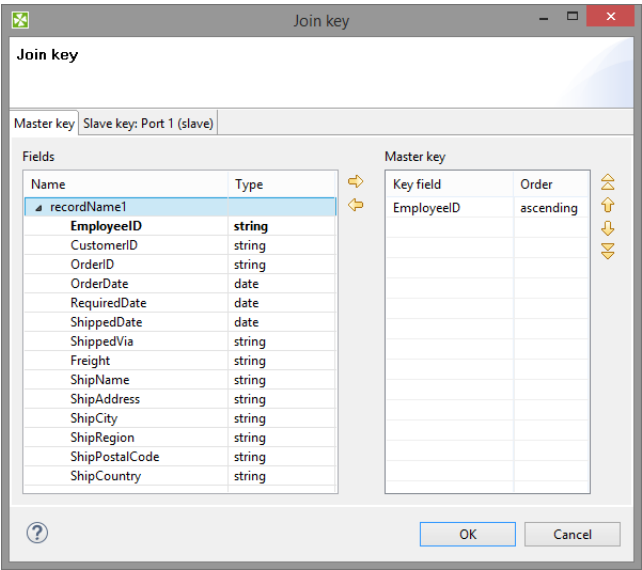 Join key
Join key
Master key Slave key: Port 1 (slave)
Fields
Name Type
recordName1
EmployeeID string
CustomerID string
OrderID string
OrderDate date
RequiredDate date
ShippedDate date
ShippedVia string
Freight string
ShipName string
ShipAddress string
ShipCity string
ShipRegion string
ShipPostalCode string
ShipCountry string
Master key
Key field Order
EmployeeID ascending
?
OK Cancel